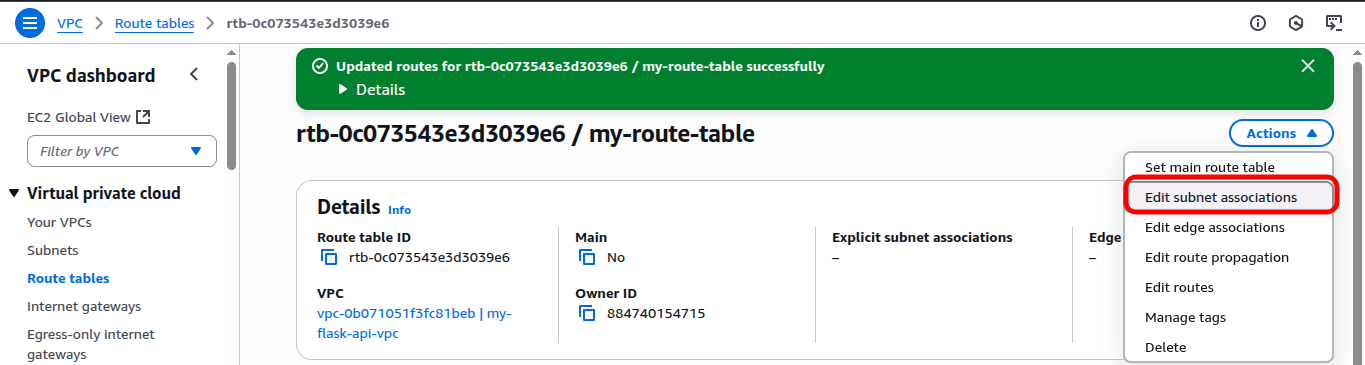 VPC > Route tables > rtb-0c073543e3d3039e6
VPC dashboard
EC2 Global View
Filter by VPC
Virtual private cloud
Your VPCs
Subnets
Route tables
Internet gateways
Egress-only internet
gateways
Updated routes for rtb-0c073543e3d3039e6 / my-route-table successfully
Details
rtb-0c073543e3d3039e6 / my-route-table
Actions
Set main route table
Edit subnet associations
Edit edge associations
Edit route propagation
Edit routes
Manage tags
Delete
Details Info
Route table ID
rtb-0c073543e3d3039e6
Main
No
Explicit subnet associations
–
Edge
–
VPC
vpc-0b071051f3fc81beb | my-
flask-api-vpc
Owner ID
884740154715